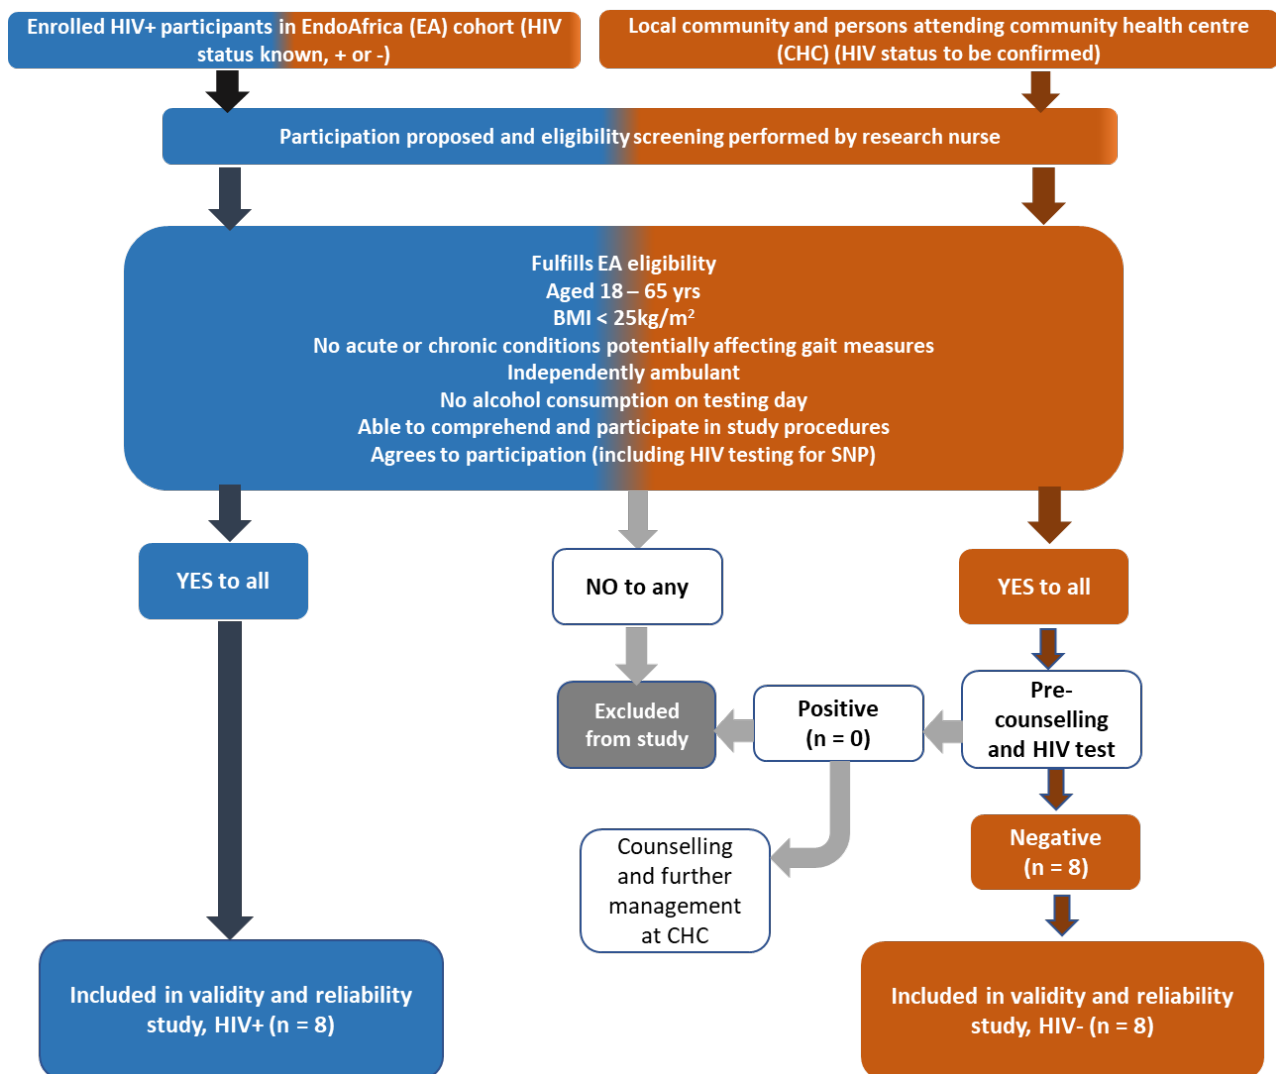 Enrolled HIV+ participants in EndoAfrica (EA) cohort (HIV
status known, + or -)
Local community and persons attending community health centre
(CHC) (HIV status to be confirmed)
Participation proposed and eligibility screening performed by research nurse
Fulfills EA eligibility
Aged 18 – 65 yrs
BMI < 25kg/m²
No acute or chronic conditions potentially affecting gait measures
Independently ambulant
No alcohol consumption on testing day
Able to comprehend and participate in study procedures
Agrees to participation (including HIV testing for SNP)
YES to all
NO to any
YES to all
Excluded
from study
Positive
(n = 0)
Pre-
counselling
and HIV test
Counselling
and further
management
at CHC
Negative
(n = 8)
Included in validity and reliability
study, HIV+ (n = 8)
Included in validity and reliability
study, HIV- (n = 8)